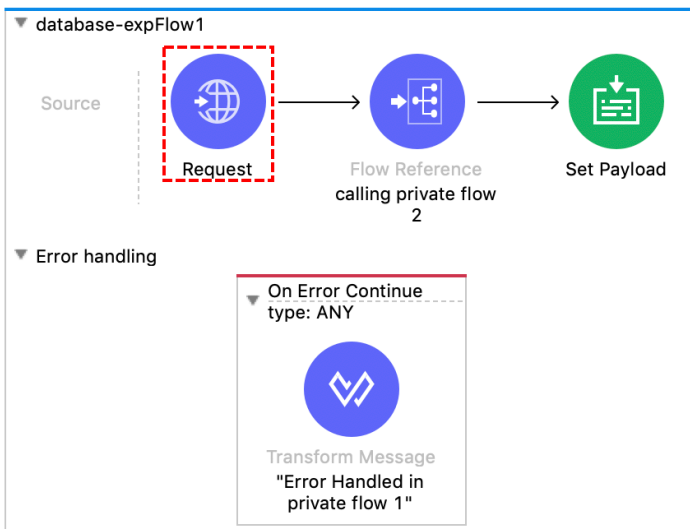 database-expFlow1
Source
Request
Flow Reference
calling private flow
2
Set Payload
Error handling
On Error Continue
type: ANY
Transform Message
"Error Handled in
private flow 1"